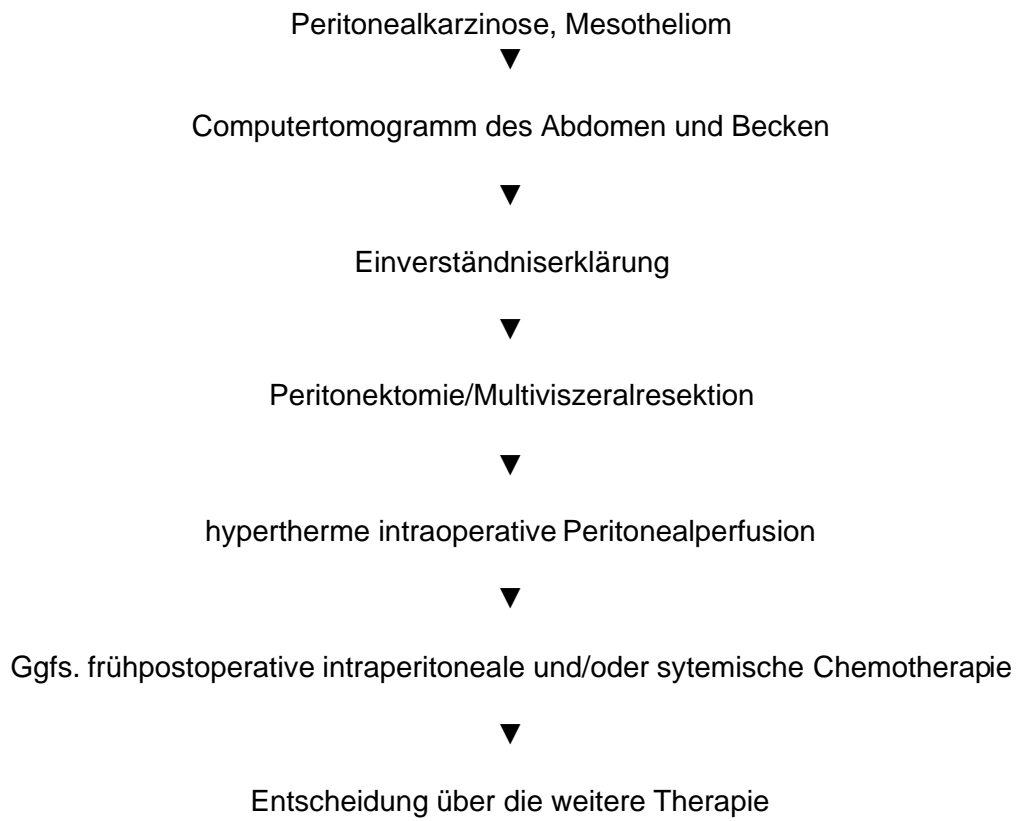 Peritonealkarzinose, Mesotheliom
▼
Computertomogramm des Abdomen und Becken
▼
Einverständniserklärung
▼
Peritonektomie/Multiviszeralresektion
▼
hypertherme intraoperative Peritonealperfusion
▼
Ggfs. frühpostoperative intraperitoneale und/oder sytemische Chemotherapie
▼
Entscheidung über die weitere Therapie